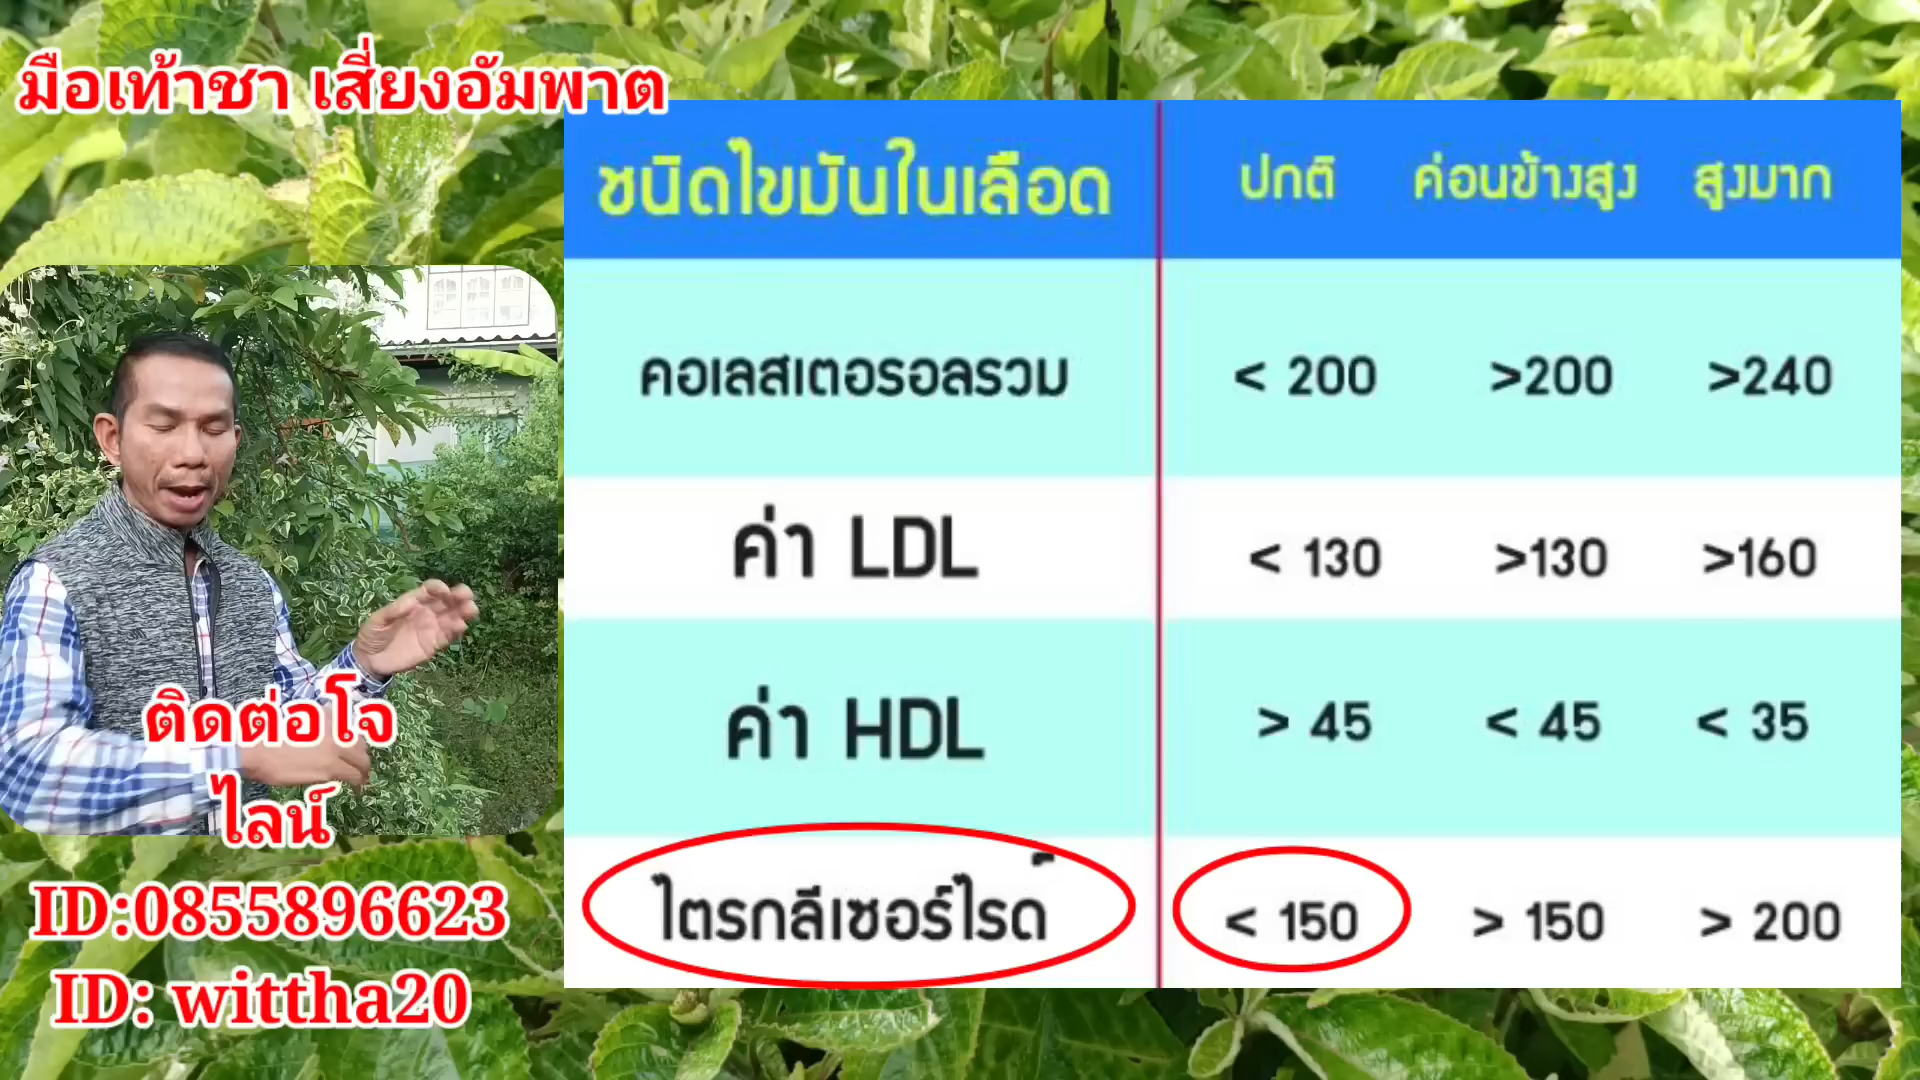 มือเท้าชา เสี่ยงอัมพาต
ชนิดไขมันในเลือด ปกติ ค่อนข้างสูง สูงมาก
คอเลสเตอรอลรวม < 200 >200 >240
ค่า LDL < 130 >130 >160
ค่า HDL > 45 < 45 < 35
ไตรกลีเซอร์ไรด์ < 150 > 150 > 200
ติดต่อโจ
ไลน์
ID:0855896623
ID: wittha20